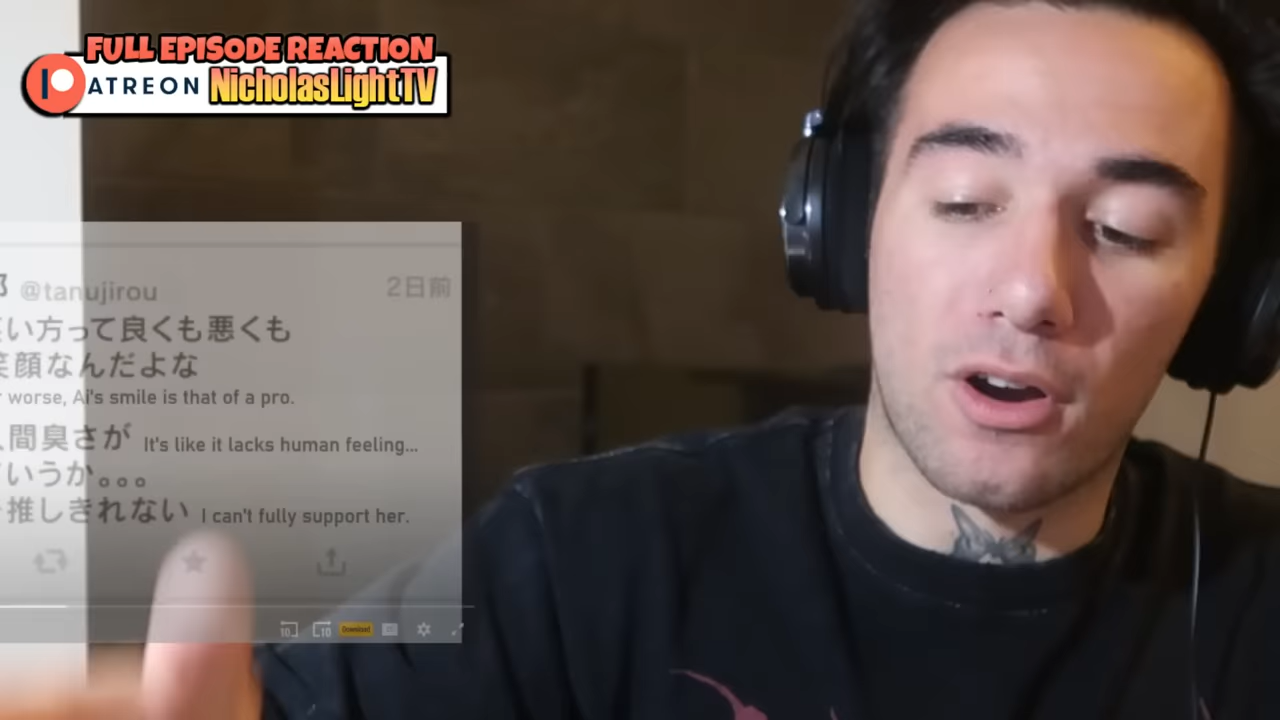 FULL EPISODE REACTION
PATREON NicholasLightTV
@tanujirou 2日前
い方って良くも悪くも
笑顔なんだよな
worse, Ai's smile is that of a pro.
人間臭さが It's like it lacks human feeling...
いうか。。。
推しきれない I can't fully support her.
10 10 Download